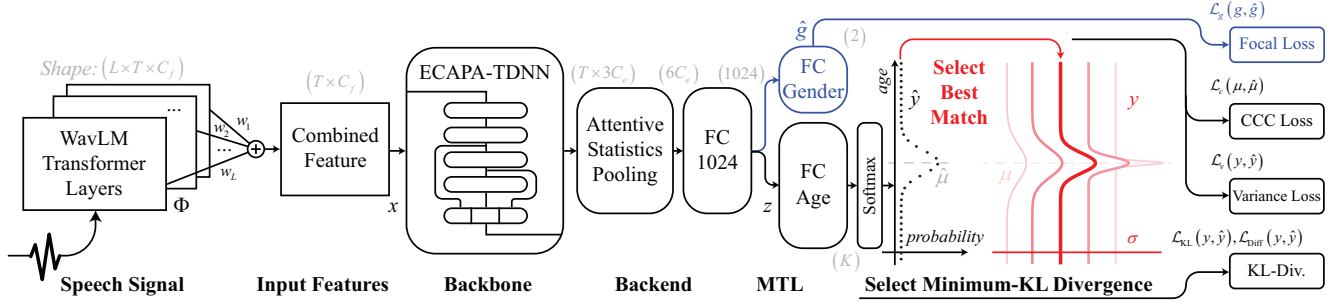 Shape: (L×T×C_f)
WavLM
Transformer
Layers
...
w_1
w_2
...
w_L
Φ
Speech Signal
(T×C_f)
Combined
Feature
x
Input Features
ECAPA-TDNN
Backbone
(T×3C_e)
Attentive
Statistics
Pooling
(6C_e)
FC
1024
Backend
(1024)
z
ĝ
(2)
FC
Gender
FC
Age
MTL
Softmax
(K)
age
ŷ
μ̂
probability
Select
Best
Match
μ
y
σ
Select Minimum-KL Divergence
ℒ_g(g, ĝ)
Focal Loss
ℒ_c(μ, μ̂)
CCC Loss
ℒ_v(y, ŷ)
Variance Loss
ℒ_KL(y, ŷ), ℒ_Diff(y, ŷ)
KL-Div.